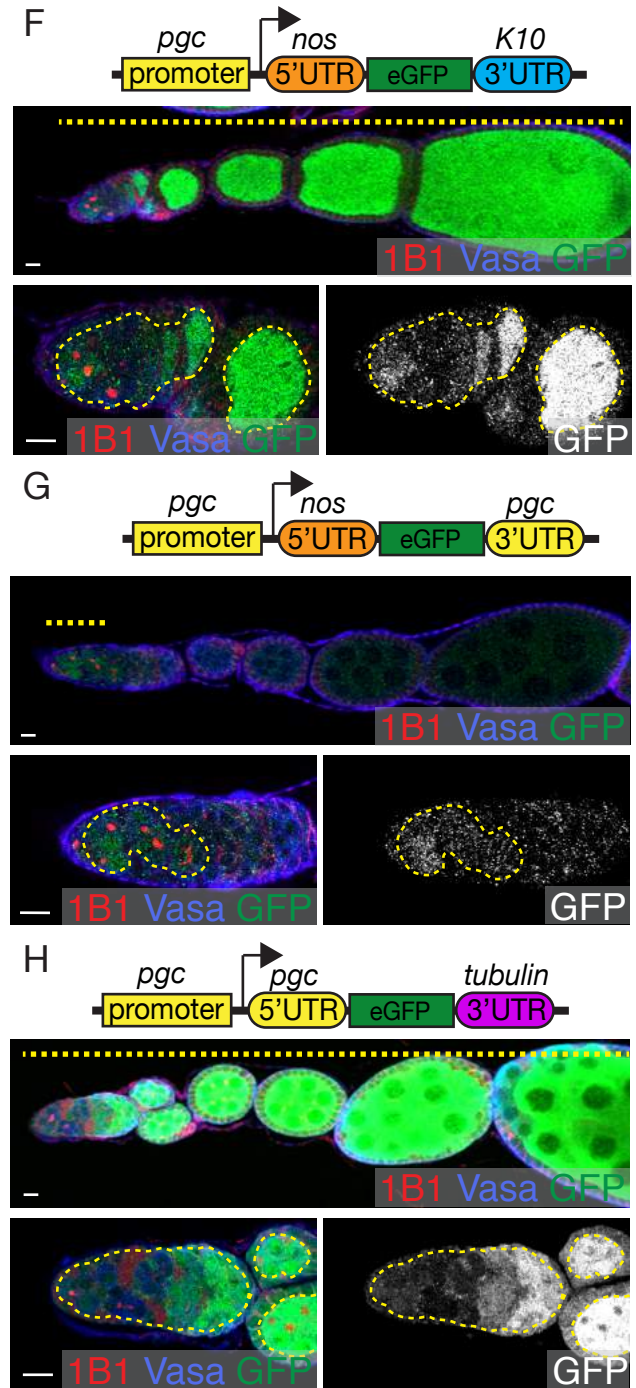 F
pgc nos K10
promoter 5'UTR eGFP 3'UTR
1B1 Vasa GFP
1B1 Vasa GFP
GFP
G
pgc nos pgc
promoter 5'UTR eGFP 3'UTR
1B1 Vasa GFP
1B1 Vasa GFP
GFP
H
pgc pgc tubulin
promoter 5'UTR eGFP 3'UTR
1B1 Vasa GFP
1B1 Vasa GFP
GFP